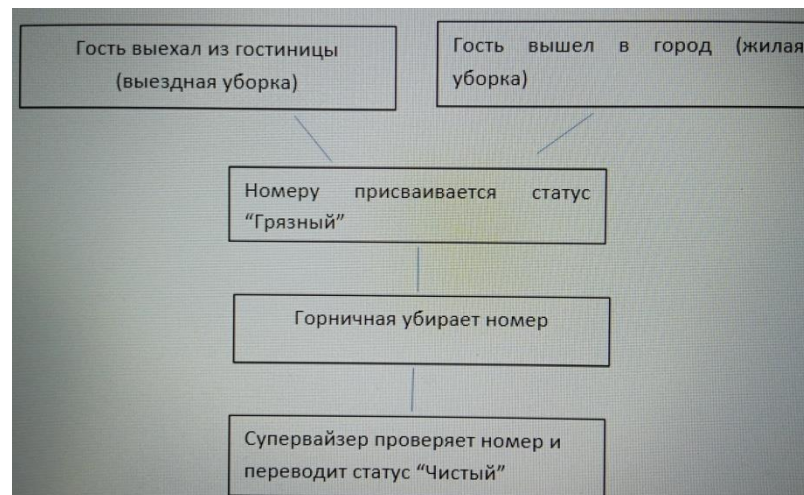 Гость выехал из гостиницы
(выездная уборка)
Гость вышел в город (жилая
уборка)
Номеру присваивается статус
“Грязный”
Горничная убирает номер
Супервайзер проверяет номер и
переводит статус “Чистый”